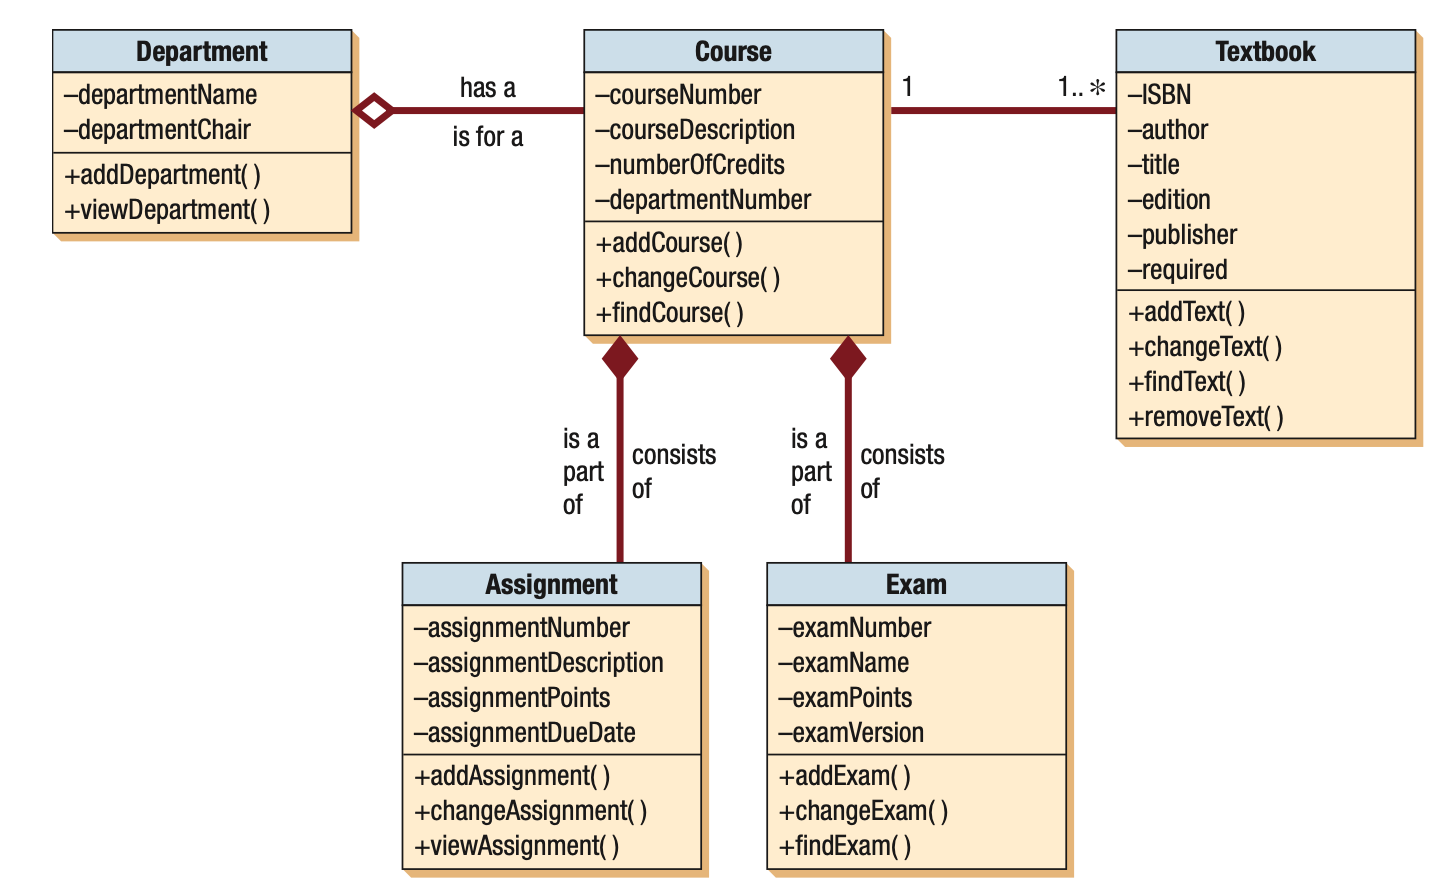 Department
–departmentName
–departmentChair
+addDepartment( )
+viewDepartment( )
has a
is for a
Course
–courseNumber
–courseDescription
–numberOfCredits
–departmentNumber
+addCourse( )
+changeCourse( )
+findCourse( )
1
1.. *
Textbook
–ISBN
–author
–title
–edition
–publisher
–required
+addText( )
+changeText( )
+findText( )
+removeText( )
is a
part
of
consists
of
is a
part
of
consists
of
Assignment
–assignmentNumber
–assignmentDescription
–assignmentPoints
–assignmentDueDate
+addAssignment( )
+changeAssignment( )
+viewAssignment( )
Exam
–examNumber
–examName
–examPoints
–examVersion
+addExam( )
+changeExam( )
+findExam( )